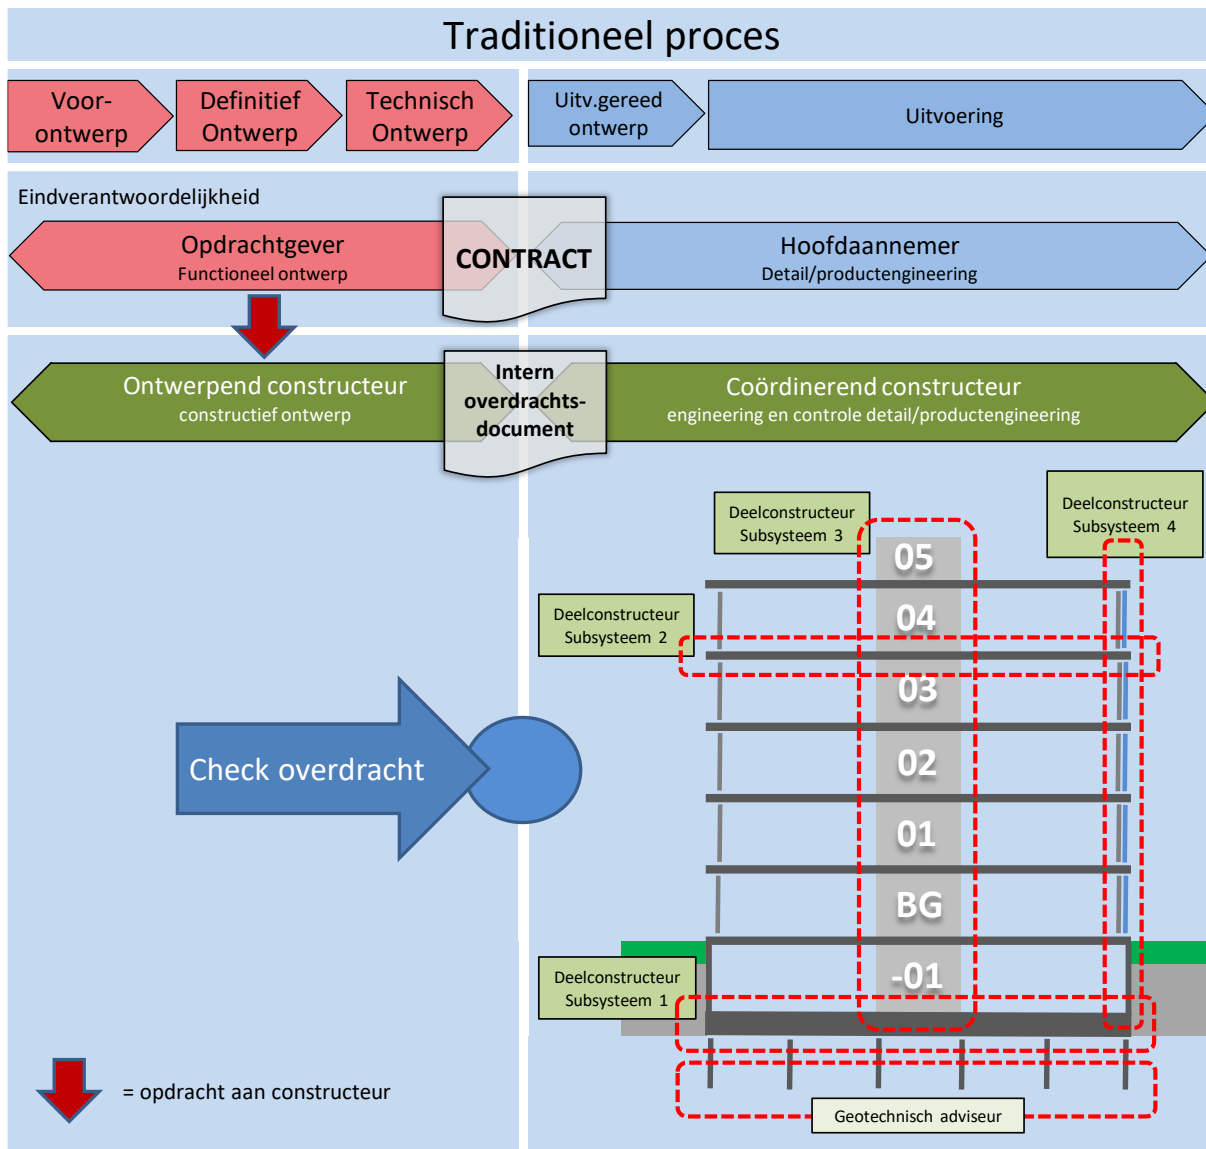 Traditioneel proces
Voor-
ontwerp
Definitief
Ontwerp
Technisch
Ontwerp
Uitv.gereed
ontwerp
Uitvoering
Eindverantwoordelijkheid
Opdrachtgever
Functioneel ontwerp
CONTRACT
Hoofdaannemer
Detail/productengineering
Ontwerpend constructeur
constructief ontwerp
Intern
overdrachts-
document
Coördinerend constructeur
engineering en controle detail/productengineering
Deelconstructeur
Subsysteem 3
Deelconstructeur
Subsysteem 4
05
Deelconstructeur
Subsysteem 2
04
03
Check overdracht
02
01
BG
Deelconstructeur
Subsysteem 1
-01
= opdracht aan constructeur
Geotechnisch adviseur